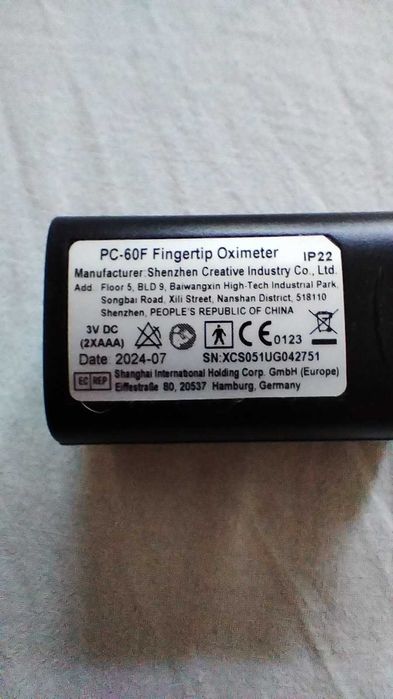 PC-60F Fingertip Oximeter IP22
Manufacturer:Shenzhen Creative Industry Co., Ltd.
Add. Floor 5, BLD 9, Baiwangxin High-Tech Industrial Park,
Songbai Road, Xili Street, Nanshan District, 518110
Shenzhen, PEOPLE'S REPUBLIC OF CHINA
3V DC
(2XAAA) CE 0123
Date: 2024-07 SN:XCS051UG042751
EC REP Shanghai International Holding Corp. GmbH (Europe)
Eiffestraße 80, 20537 Hamburg, Germany